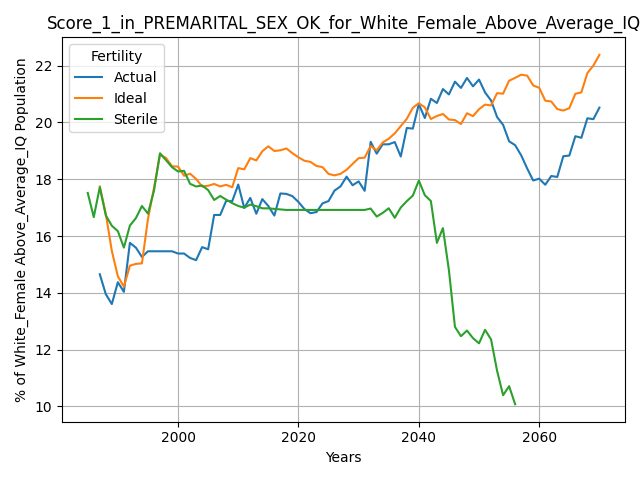 Score_1_in_PREMARITAL_SEX_OK_for_White_Female_Above_Average_IQ
% of White_Female Above_Average_IQ Population
Fertility
Actual
Ideal
Sterile
22
20
18
16
14
12
10
2000
2020
2040
2060
Years